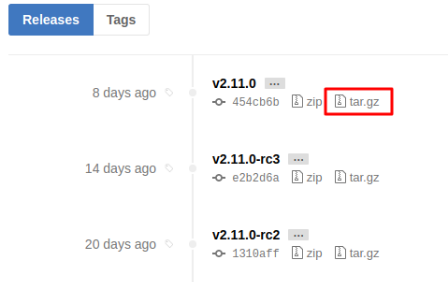 Releases Tags
v2.11.0 ...
8 days ago 454cb6b zip tar.gz
v2.11.0-rc3 ...
14 days ago e2b2d6a zip tar.gz
v2.11.0-rc2 ...
20 days ago 1310aff zip tar.gz